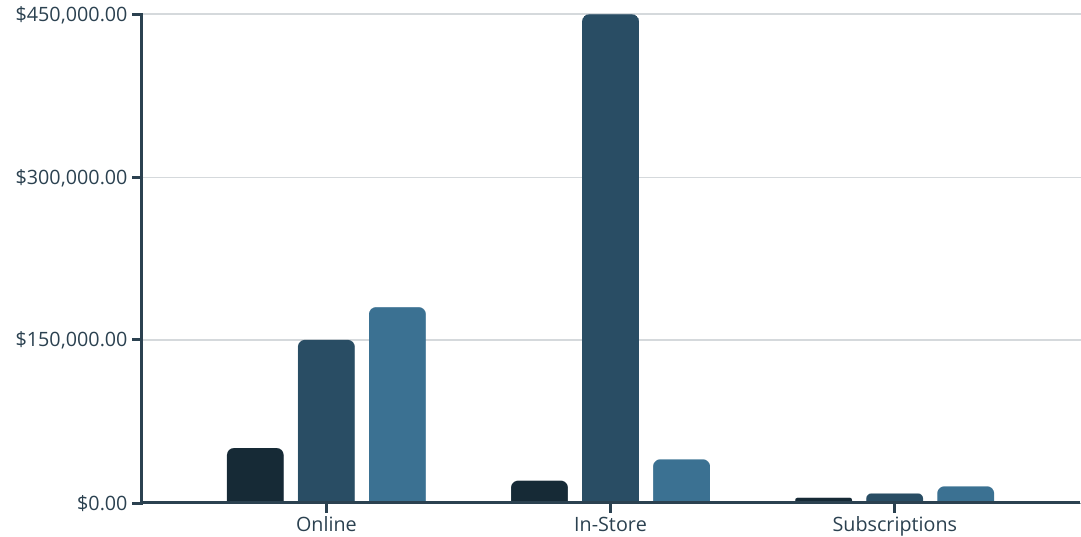 $450,000.00
$300,000.00
$150,000.00
$0.00
Online
In-Store
Subscriptions